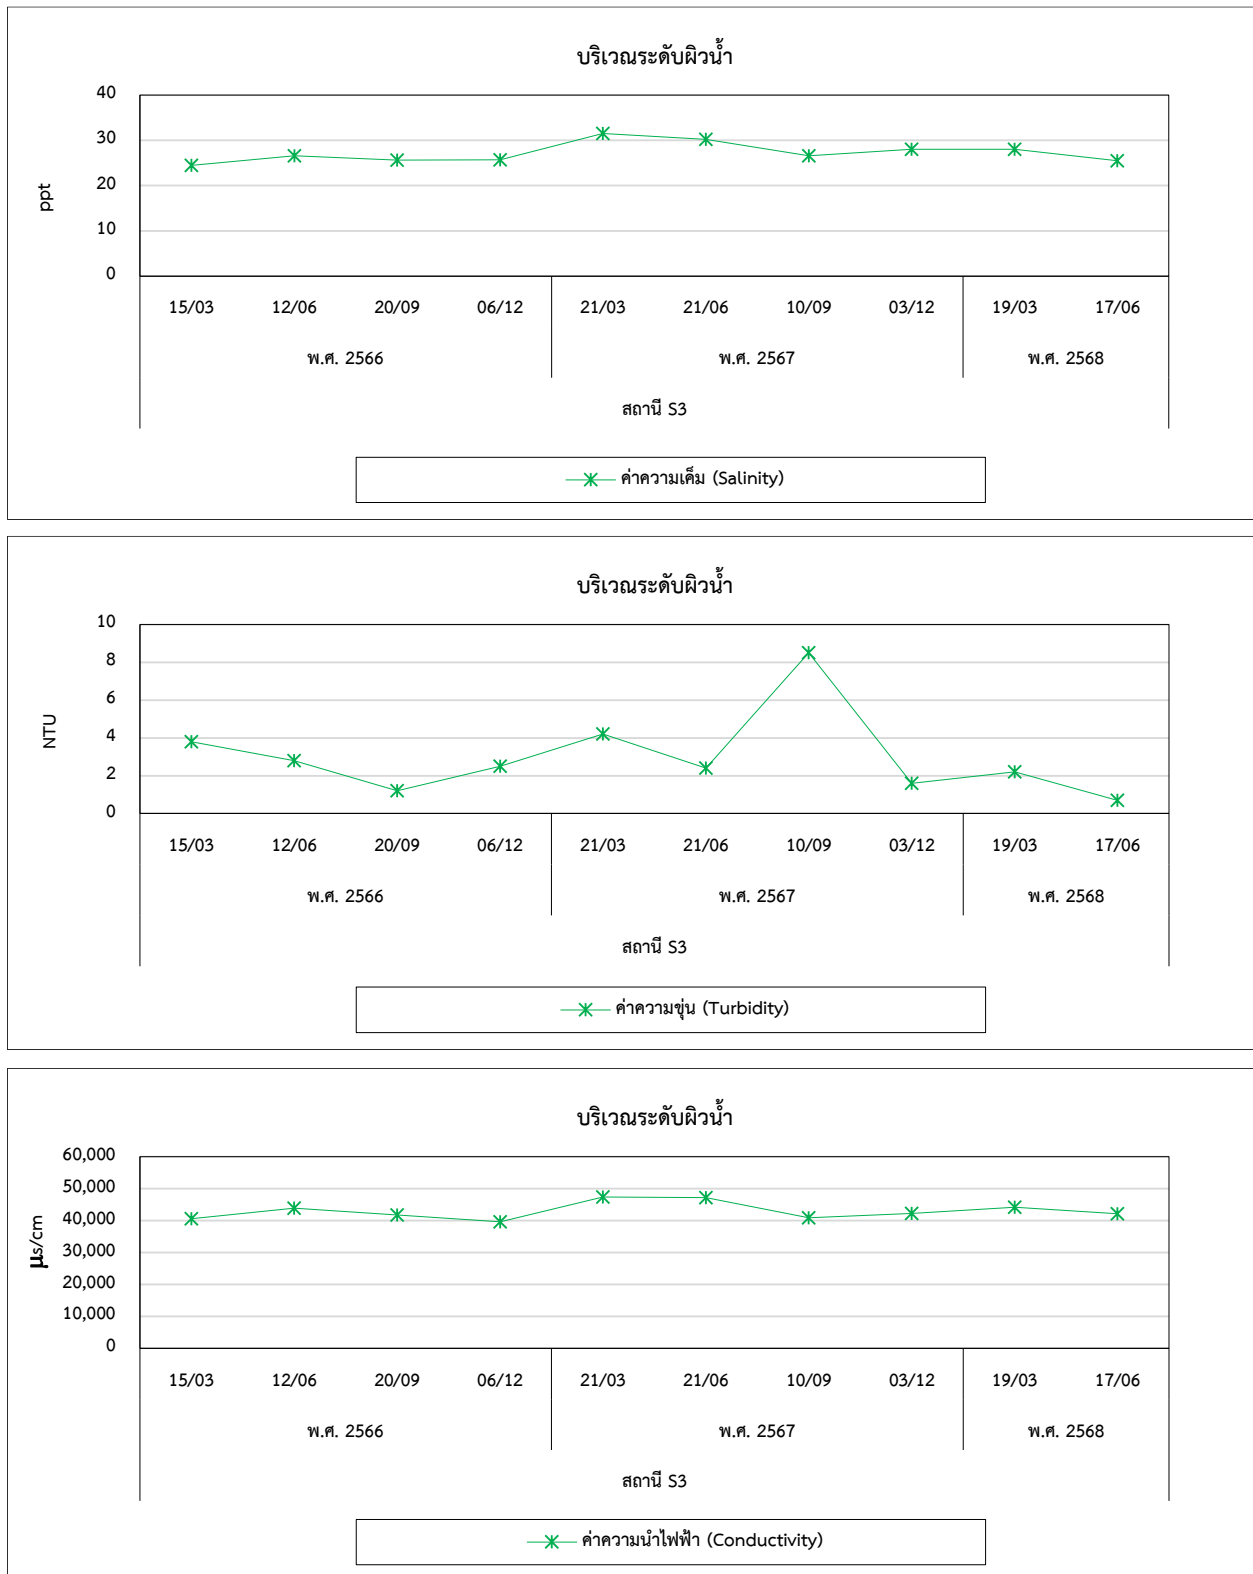 บริเวณระดับผิวน้ำ
40
30
20
10
0
ppt
15/03 12/06 20/09 06/12 21/03 21/06 10/09 03/12 19/03 17/06
พ.ศ. 2566 พ.ศ. 2567 พ.ศ. 2568
สถานี S3
ค่าความเค็ม (Salinity)
บริเวณระดับผิวน้ำ
10
8
6
4
2
0
NTU
15/03 12/06 20/09 06/12 21/03 21/06 10/09 03/12 19/03 17/06
พ.ศ. 2566 พ.ศ. 2567 พ.ศ. 2568
สถานี S3
ค่าความขุ่น (Turbidity)
บริเวณระดับผิวน้ำ
60,000
50,000
40,000
30,000
20,000
10,000
0
µs/cm
15/03 12/06 20/09 06/12 21/03 21/06 10/09 03/12 19/03 17/06
พ.ศ. 2566 พ.ศ. 2567 พ.ศ. 2568
สถานี S3
ค่าความนำไฟฟ้า (Conductivity)